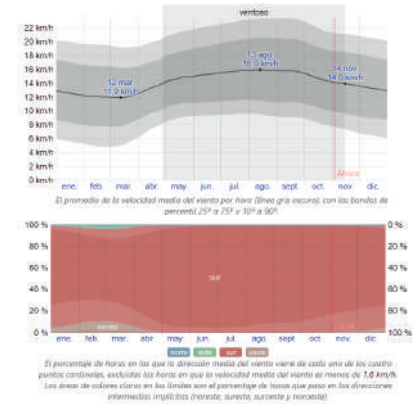 ventoso
22 km/h
20 km/h
18 km/h
16 km/h
14 km/h
12 km/h
10 km/h
8 km/h
6 km/h
4 km/h
2 km/h
0 km/h
12 mar
11,9 km/h
13 ago
16,0 km/h
14 nov
14,0 km/h
Ahora
ene. feb. mar. abr. may. jun. jul. ago. sept. oct. nov. dic.
El promedio de la velocidad media del viento por hora (línea gris oscuro), con las bandas de
percentil 25º a 75º y 10º a 90º.
100 % 0 %
80 % 20 %
60 % 40 %
40 % 60 %
20 % 80 %
0 % 100 %
sur
oeste
Ahora
ene. feb. mar. abr. may. jun. jul. ago. sept. oct. nov. dic.
norte este sur oeste
El porcentaje de horas en las que la dirección media del viento viene de cada uno de los cuatro
puntos cardinales, excluidas las horas en que la velocidad media del viento es menos de 1,6 km/h.
Las áreas de colores claros en los límites son el porcentaje de horas que pasa en las direcciones
intermedias implícitas (noreste, sureste, suroeste y noroeste).